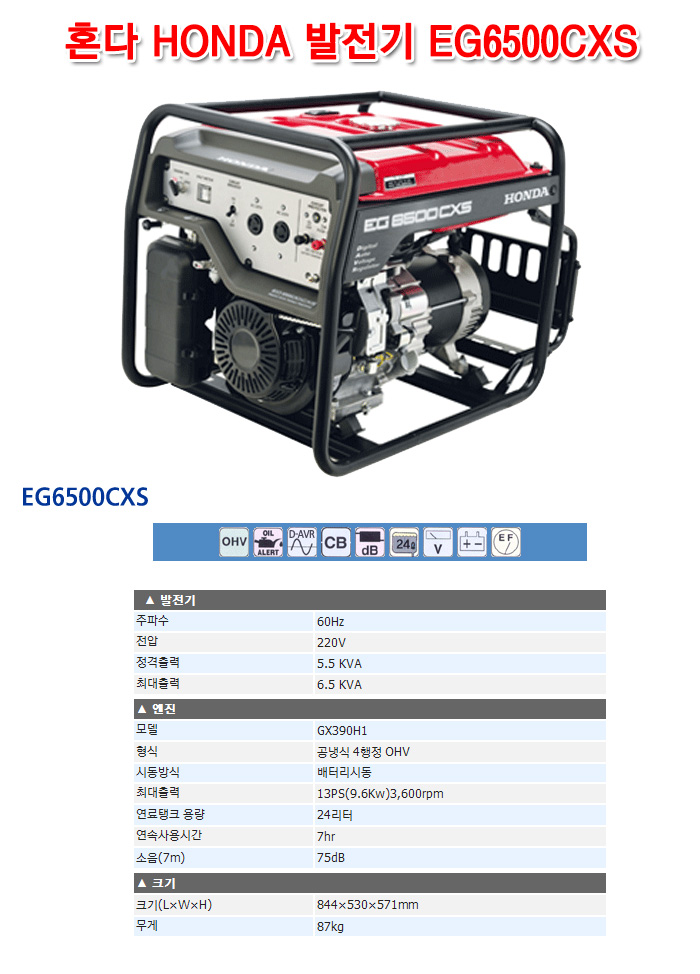 혼다 HONDA 발전기 EG6500CXS
HONDA
EG 6500CXS
HONDA
Digital
Auto
Voltage
Regulator
EG6500CXS
OHV
OIL ALERT
D-AVR
CB
dB
24ℓ
V
+ -
E F
▲ 발전기
주파수 60Hz
전압 220V
정격출력 5.5 KVA
최대출력 6.5 KVA
▲ 엔진
모델 GX390H1
형식 공냉식 4행정 OHV
시동방식 배터리시동
최대출력 13PS(9.6Kw)3,600rpm
연료탱크 용량 24리터
연속사용시간 7hr
소음(7m) 75dB
▲ 크기
크기(L×W×H) 844×530×571mm
무게 87kg